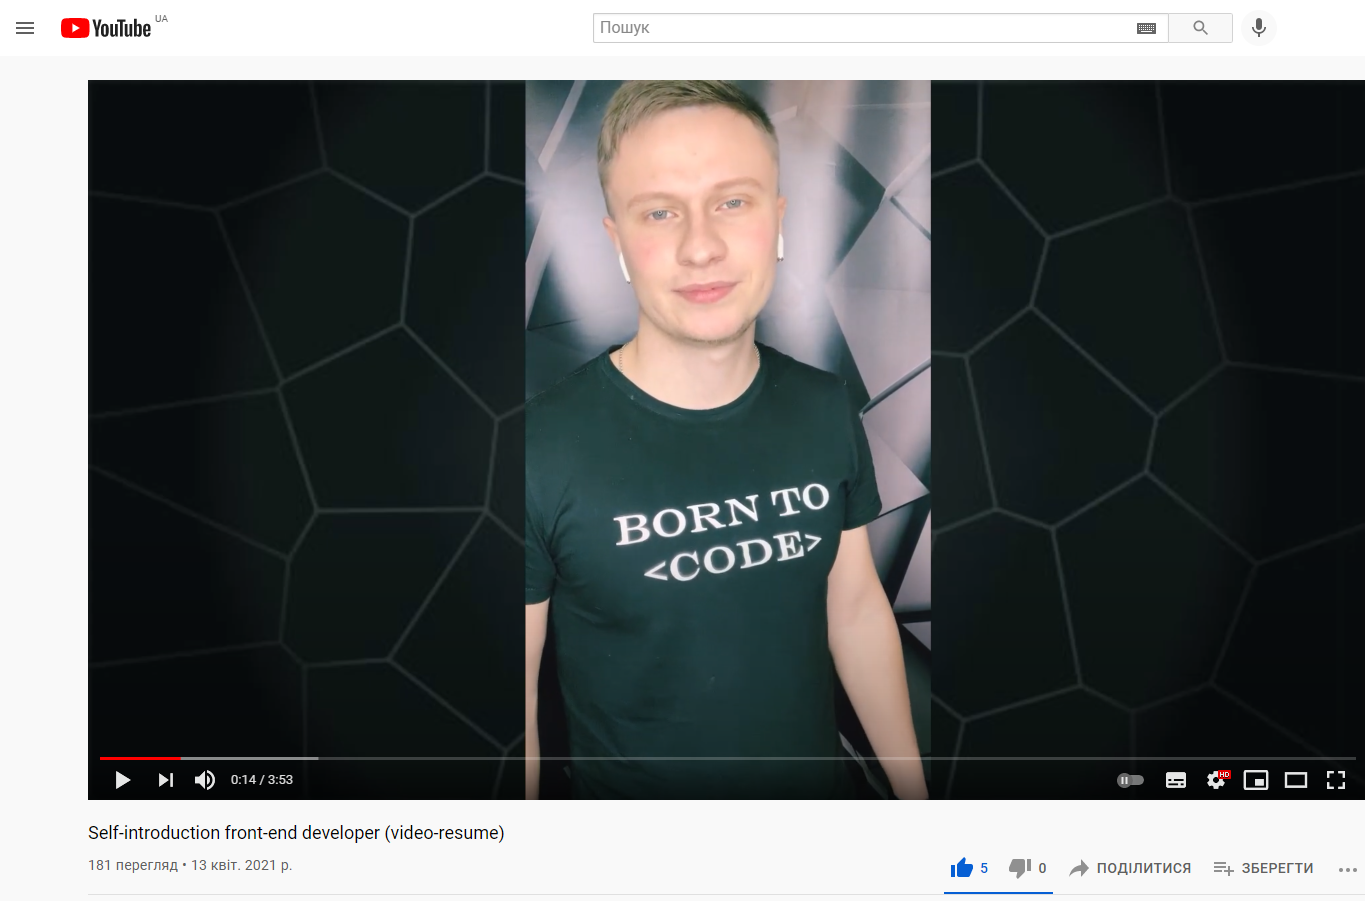 YouTube UA
Пошук
BORN TO
<CODE>
0:14 / 3:53
HD
Self-introduction front-end developer (video-resume)
181 перегляд • 13 квіт. 2021 р.
5
0
ПОДІЛИТИСЯ
ЗБЕРЕГТИ